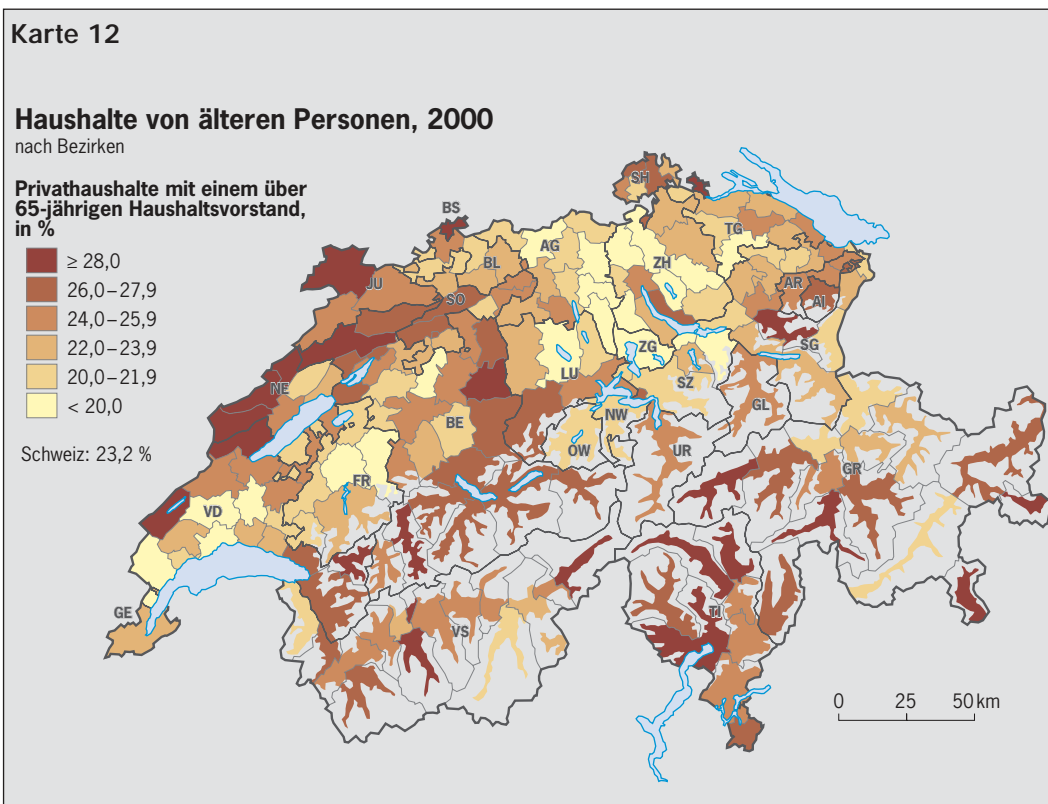 Karte 12
Haushalte von älteren Personen, 2000
nach Bezirken
Privathaushalte mit einem über
65-jährigen Haushaltsvorstand,
in %
≥ 28,0
26,0–27,9
24,0–25,9
22,0–23,9
20,0–21,9
< 20,0
Schweiz: 23,2 %
SH
BS
TG
AG
ZH
BL
JU
AR
SO
AI
SG
ZG
LU
SZ
NE
GL
NW
BE
OW
UR
GR
FR
VD
GE
TI
VS
0 25 50 km